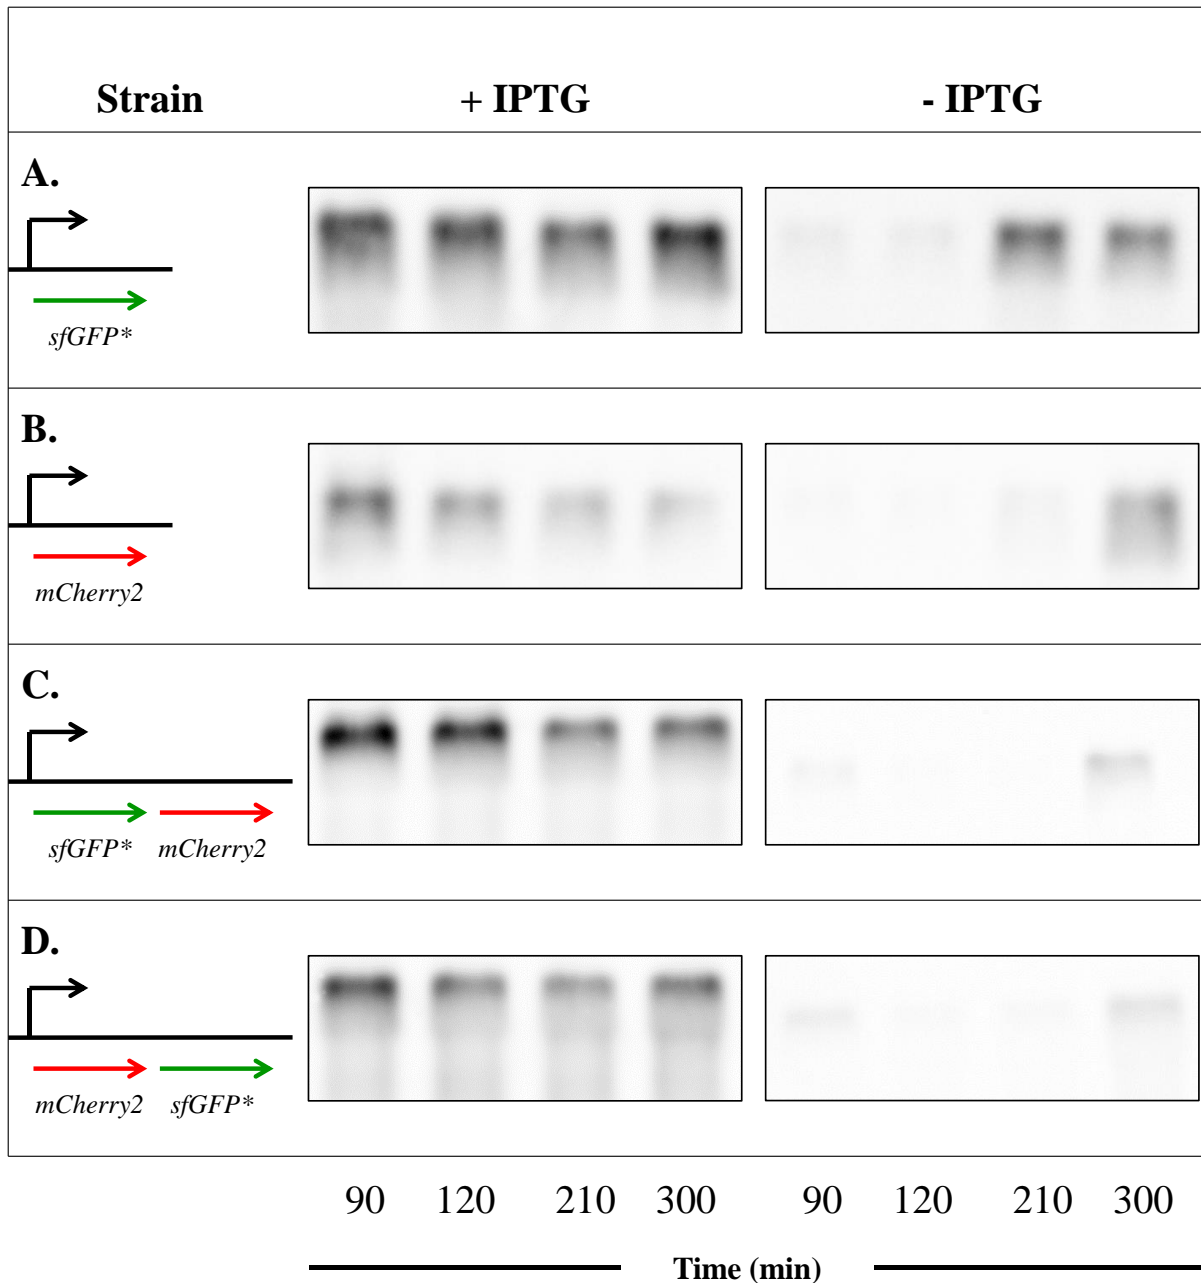 Strain + IPTG - IPTG
A.
sfGFP*
B.
mCherry2
C.
sfGFP* mCherry2
D.
mCherry2 sfGFP*
90 120 210 300 90 120 210 300
Time (min)